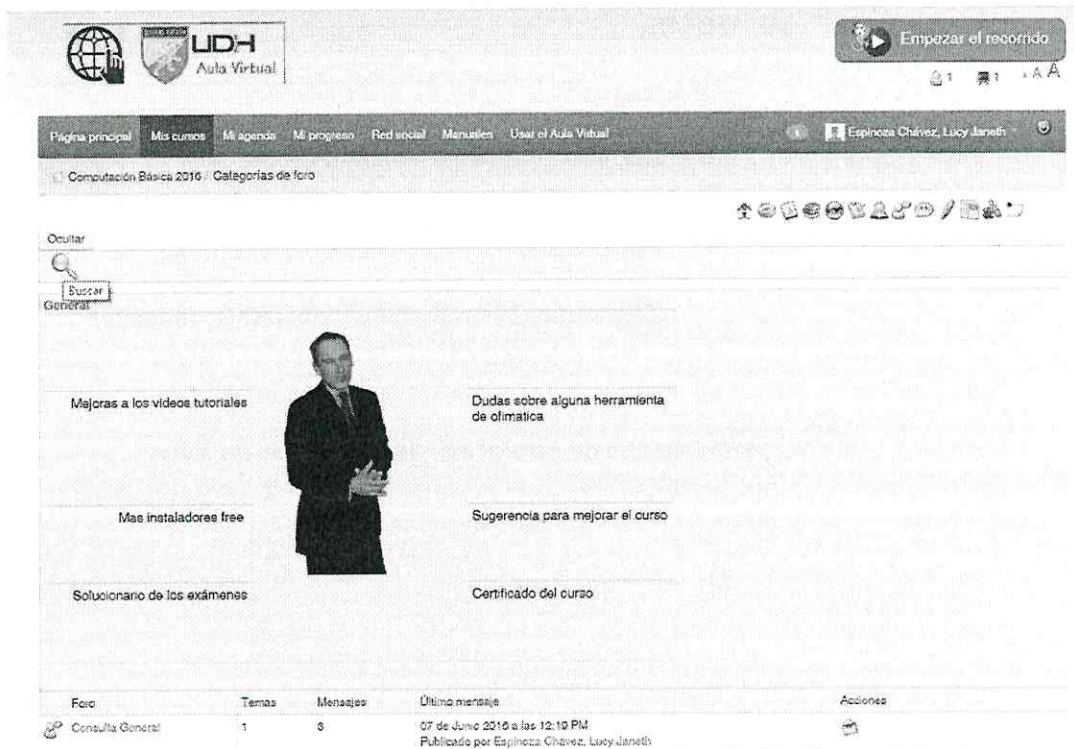 UDH
Aula Virtual
Empezar el recorrido
1 1 A A A
Página principal Mis cursos Mi agenda Mi progreso Red social Manuales Usar el Aula Virtual 1 Espinoza Chávez, Lucy Janeth
Computación Básica 2016 / Categorías de foro
Ocultar
Buscar
General
Mejoras a los videos tutoriales
Dudas sobre alguna herramienta
de ofimatica
Mas instaladores free
Sugerencia para mejorar el curso
Solucionario de los exámenes
Certificado del curso
Foro Temas Mensajes Último mensaje Acciones
Consulta General 1 6 07 de Junio 2016 a las 12:19 PM
Publicado por Espinoza Chávez, Lucy Janeth